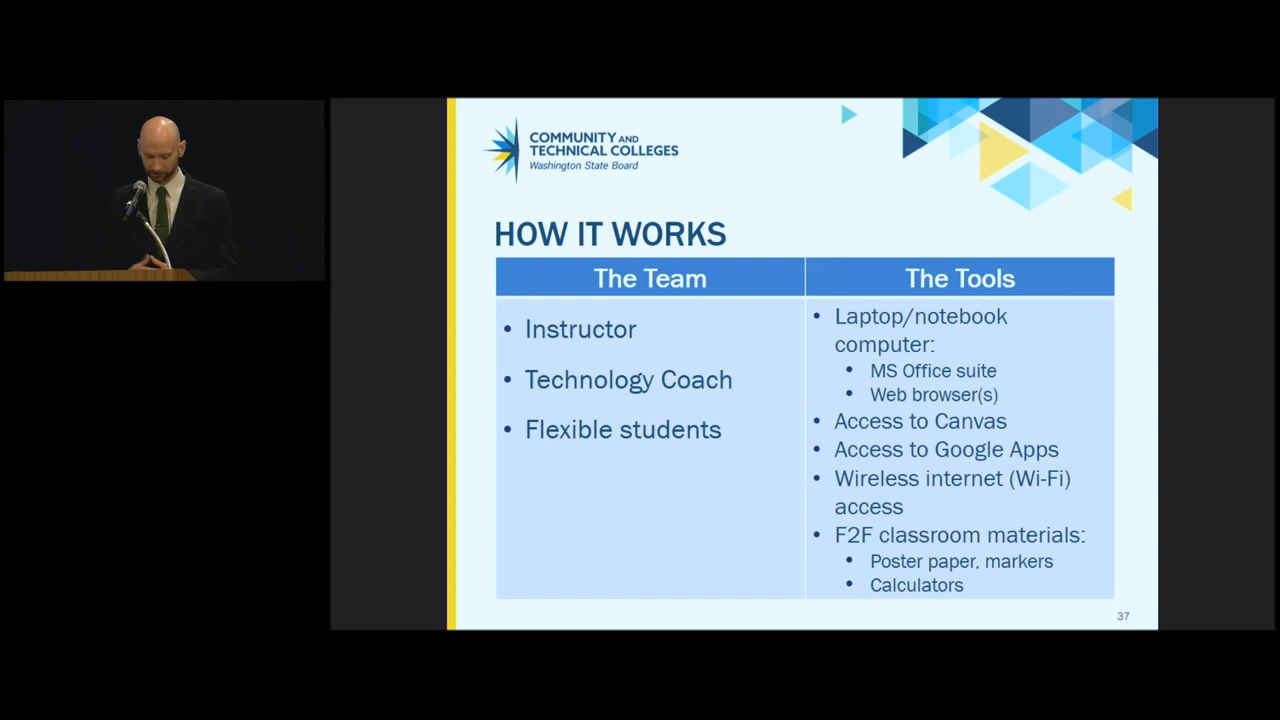 COMMUNITY AND
TECHNICAL COLLEGES
Washington State Board
HOW IT WORKS
The Team
• Instructor
• Technology Coach
• Flexible students
The Tools
• Laptop/notebook
computer:
• MS Office suite
• Web browser(s)
• Access to Canvas
• Access to Google Apps
• Wireless internet (Wi-Fi)
access
• F2F classroom materials:
• Poster paper, markers
• Calculators
37